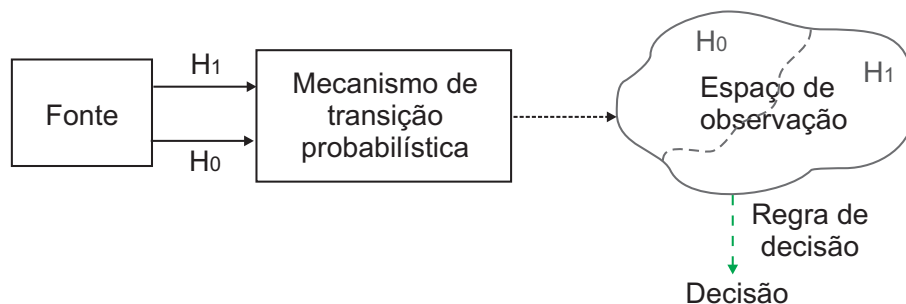 Fonte
H1
H0
Mecanismo de
transição
probabilística
H0
H1
Espaço de
observação
Regra de
decisão
Decisão